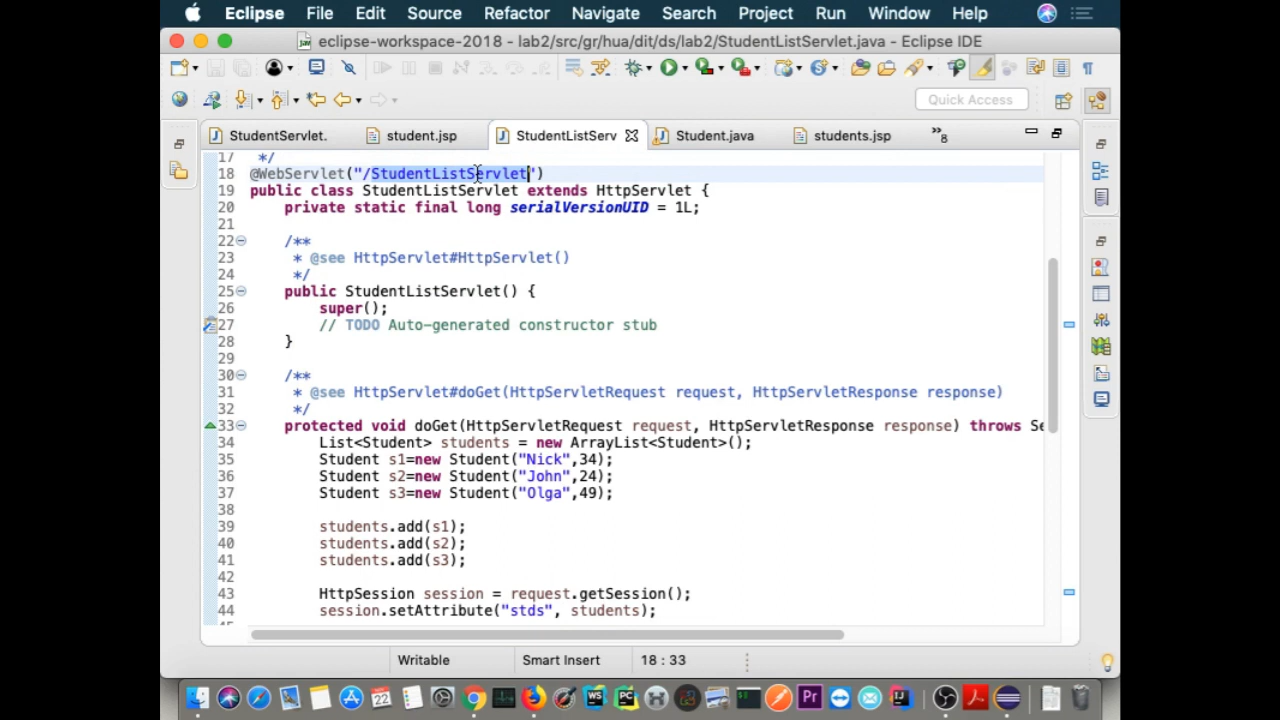 Eclipse File Edit Source Refactor Navigate Search Project Run Window Help
eclipse-workspace-2018 - lab2/src/gr/hua/dit/ds/lab2/StudentListServlet.java - Eclipse IDE
Quick Access
StudentServlet. student.jsp StudentListServ Student.java students.jsp »8
17 */
18 @WebServlet("/StudentListServlet")
19 public class StudentListServlet extends HttpServlet {
20 private static final long serialVersionUID = 1L;
21
22 /**
23 * @see HttpServlet#HttpServlet()
24 */
25 public StudentListServlet() {
26 super();
27 // TODO Auto-generated constructor stub
28 }
29
30 /**
31 * @see HttpServlet#doGet(HttpServletRequest request, HttpServletResponse response)
32 */
33 protected void doGet(HttpServletRequest request, HttpServletResponse response) throws Se
34 List<Student> students = new ArrayList<Student>();
35 Student s1=new Student("Nick",34);
36 Student s2=new Student("John",24);
37 Student s3=new Student("Olga",49);
38
39 students.add(s1);
40 students.add(s2);
41 students.add(s3);
42
43 HttpSession session = request.getSession();
44 session.setAttribute("stds", students);
Writable Smart Insert 18 : 33
22 WS PC Pr IJ